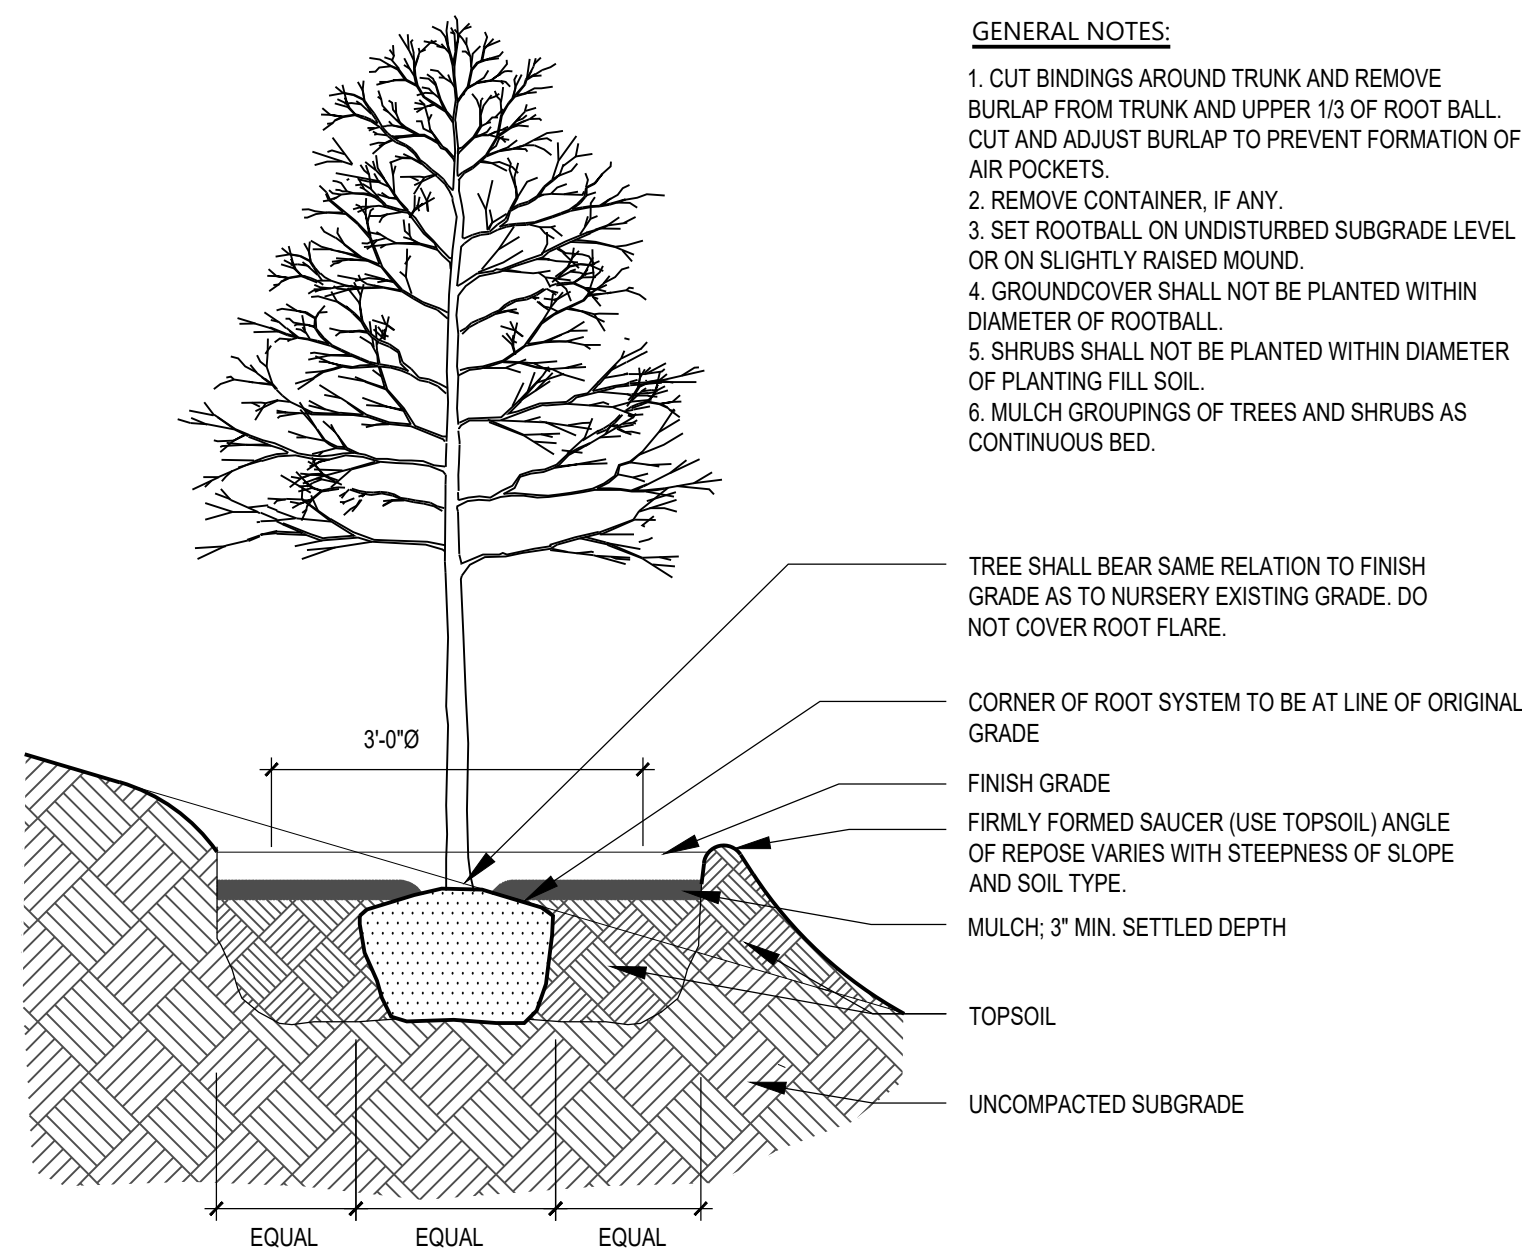 GENERAL NOTES:
1. CUT BINDINGS AROUND TRUNK AND REMOVE
BURLAP FROM TRUNK AND UPPER 1/3 OF ROOT BALL.
CUT AND ADJUST BURLAP TO PREVENT FORMATION OF
AIR POCKETS.
2. REMOVE CONTAINER, IF ANY.
3. SET ROOTBALL ON UNDISTURBED SUBGRADE LEVEL
OR ON SLIGHTLY RAISED MOUND.
4. GROUNDCOVER SHALL NOT BE PLANTED WITHIN
DIAMETER OF ROOTBALL.
5. SHRUBS SHALL NOT BE PLANTED WITHIN DIAMETER
OF PLANTING FILL SOIL.
6. MULCH GROUPINGS OF TREES AND SHRUBS AS
CONTINUOUS BED.
TREE SHALL BEAR SAME RELATION TO FINISH
GRADE AS TO NURSERY EXISTING GRADE. DO
NOT COVER ROOT FLARE.
CORNER OF ROOT SYSTEM TO BE AT LINE OF ORIGINAL
GRADE
3'-0"Ø
FINISH GRADE
FIRMLY FORMED SAUCER (USE TOPSOIL) ANGLE
OF REPOSE VARIES WITH STEEPNESS OF SLOPE
AND SOIL TYPE.
MULCH; 3" MIN. SETTLED DEPTH
TOPSOIL
UNCOMPACTED SUBGRADE
EQUAL
EQUAL
EQUAL